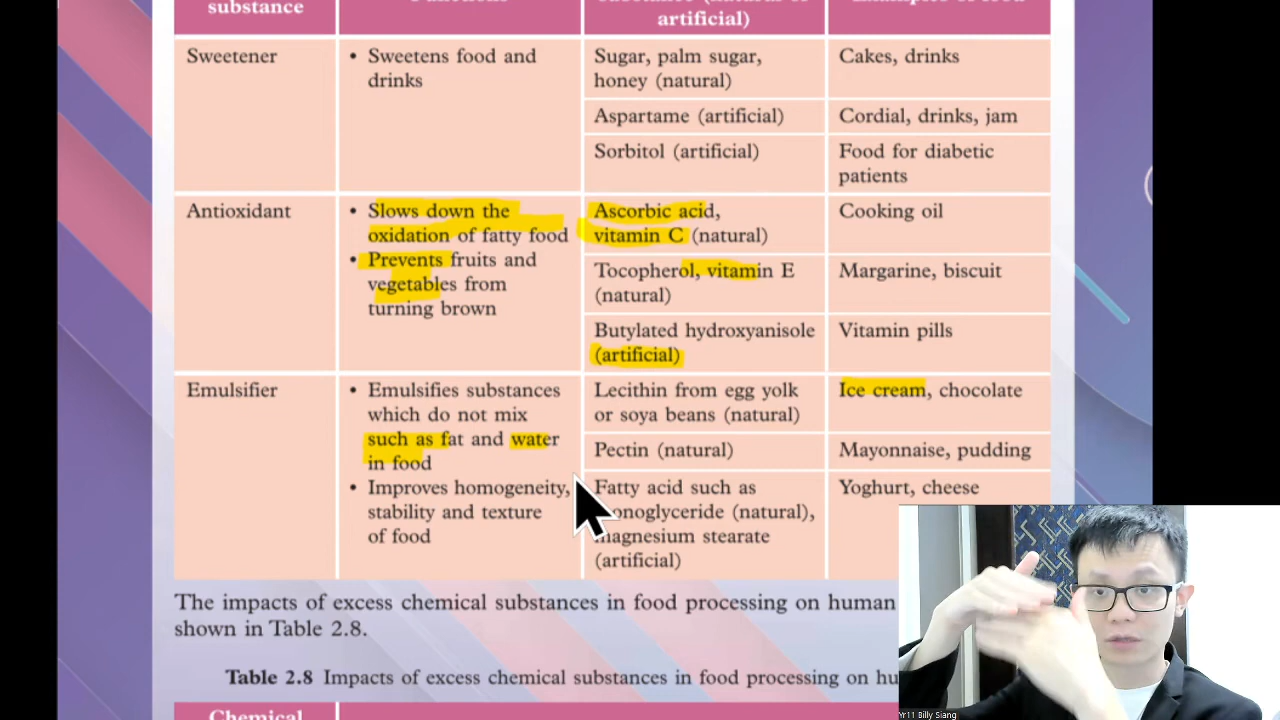 substance
artificial)
Sweetener
• Sweetens food and
drinks
Sugar, palm sugar,
honey (natural)
Cakes, drinks
Aspartame (artificial)
Cordial, drinks, jam
Sorbitol (artificial)
Food for diabetic
patients
Antioxidant
• Slows down the
oxidation of fatty food
• Prevents fruits and
vegetables from
turning brown
Ascorbic acid,
vitamin C (natural)
Cooking oil
Tocopherol, vitamin E
(natural)
Margarine, biscuit
Butylated hydroxyanisole
(artificial)
Vitamin pills
Emulsifier
• Emulsifies substances
which do not mix
such as fat and water
in food
• Improves homogeneity,
stability and texture
of food
Lecithin from egg yolk
or soya beans (natural)
Ice cream, chocolate
Pectin (natural)
Mayonnaise, pudding
Fatty acid such as
(natural),
magnesium stearate
(artificial)
Yoghurt, cheese
The impacts of excess chemical substances in food processing on human
shown in Table 2.8.
Table 2.8 Impacts of excess chemical substances in food processing on hu
Chemical
Yr11 Billy Siang